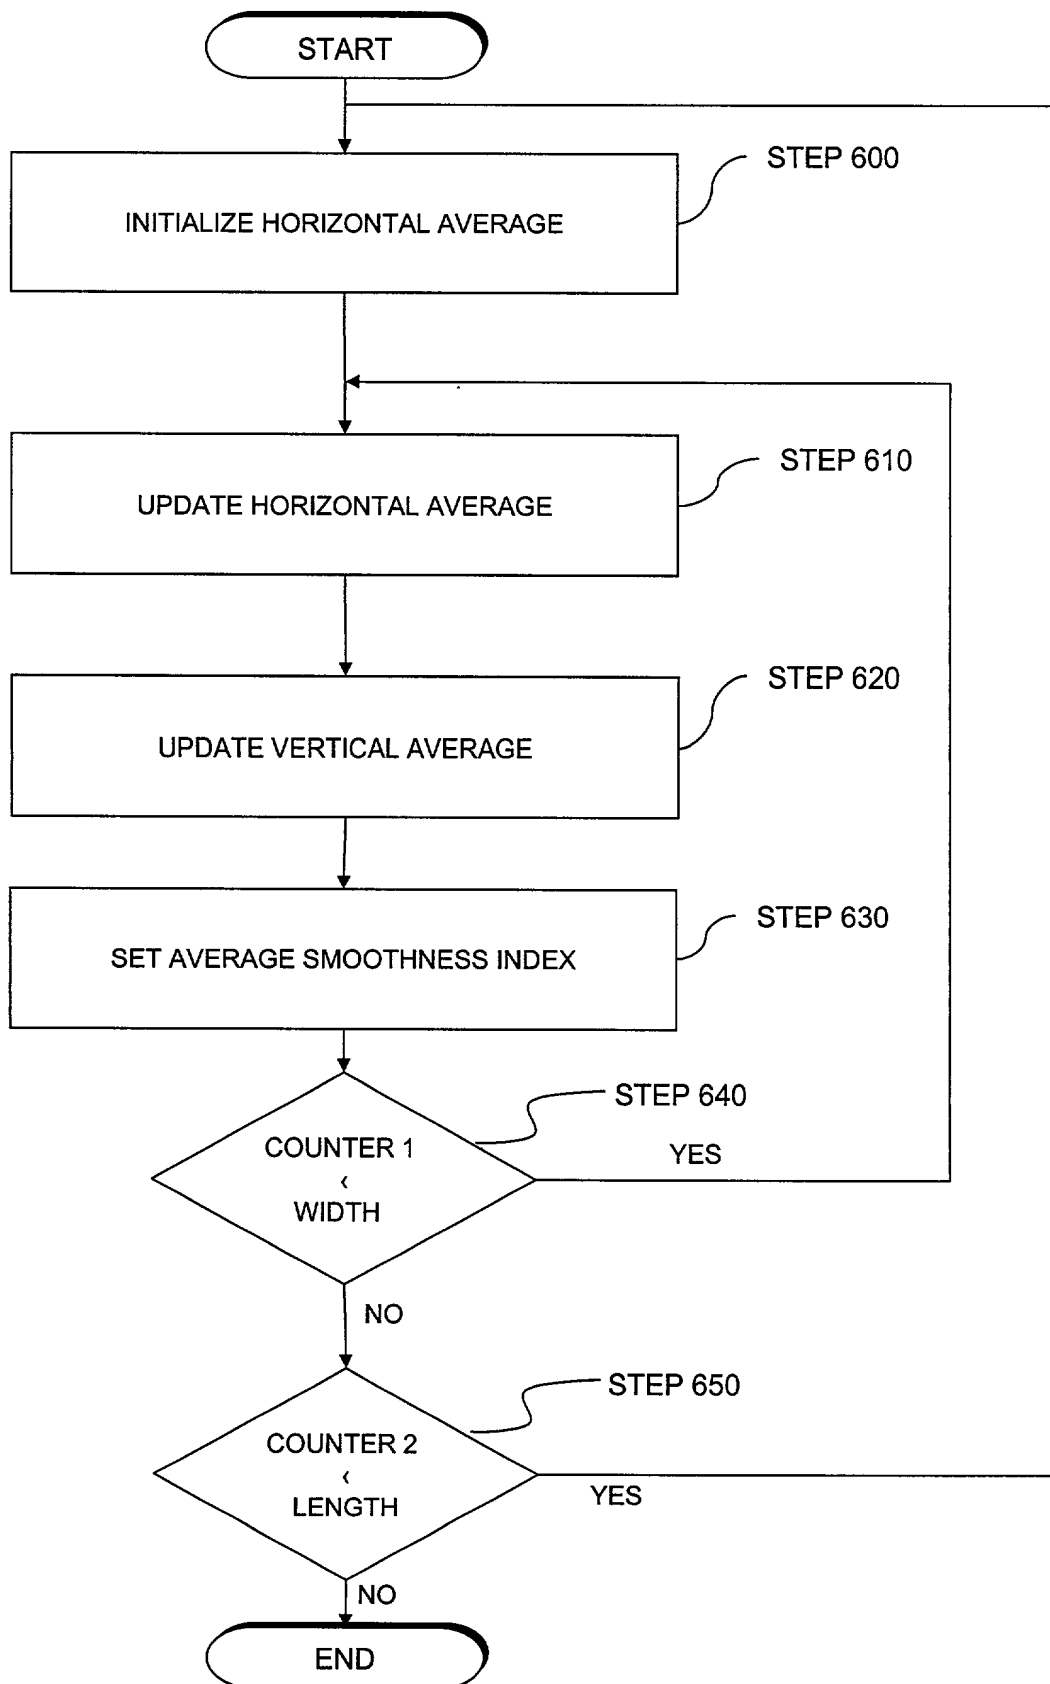 START
STEP 600
INITIALIZE HORIZONTAL AVERAGE
STEP 610
UPDATE HORIZONTAL AVERAGE
STEP 620
UPDATE VERTICAL AVERAGE
STEP 630
SET AVERAGE SMOOTHNESS INDEX
STEP 640
COUNTER 1
<
WIDTH
YES
NO
STEP 650
COUNTER 2
<
LENGTH
YES
NO
END